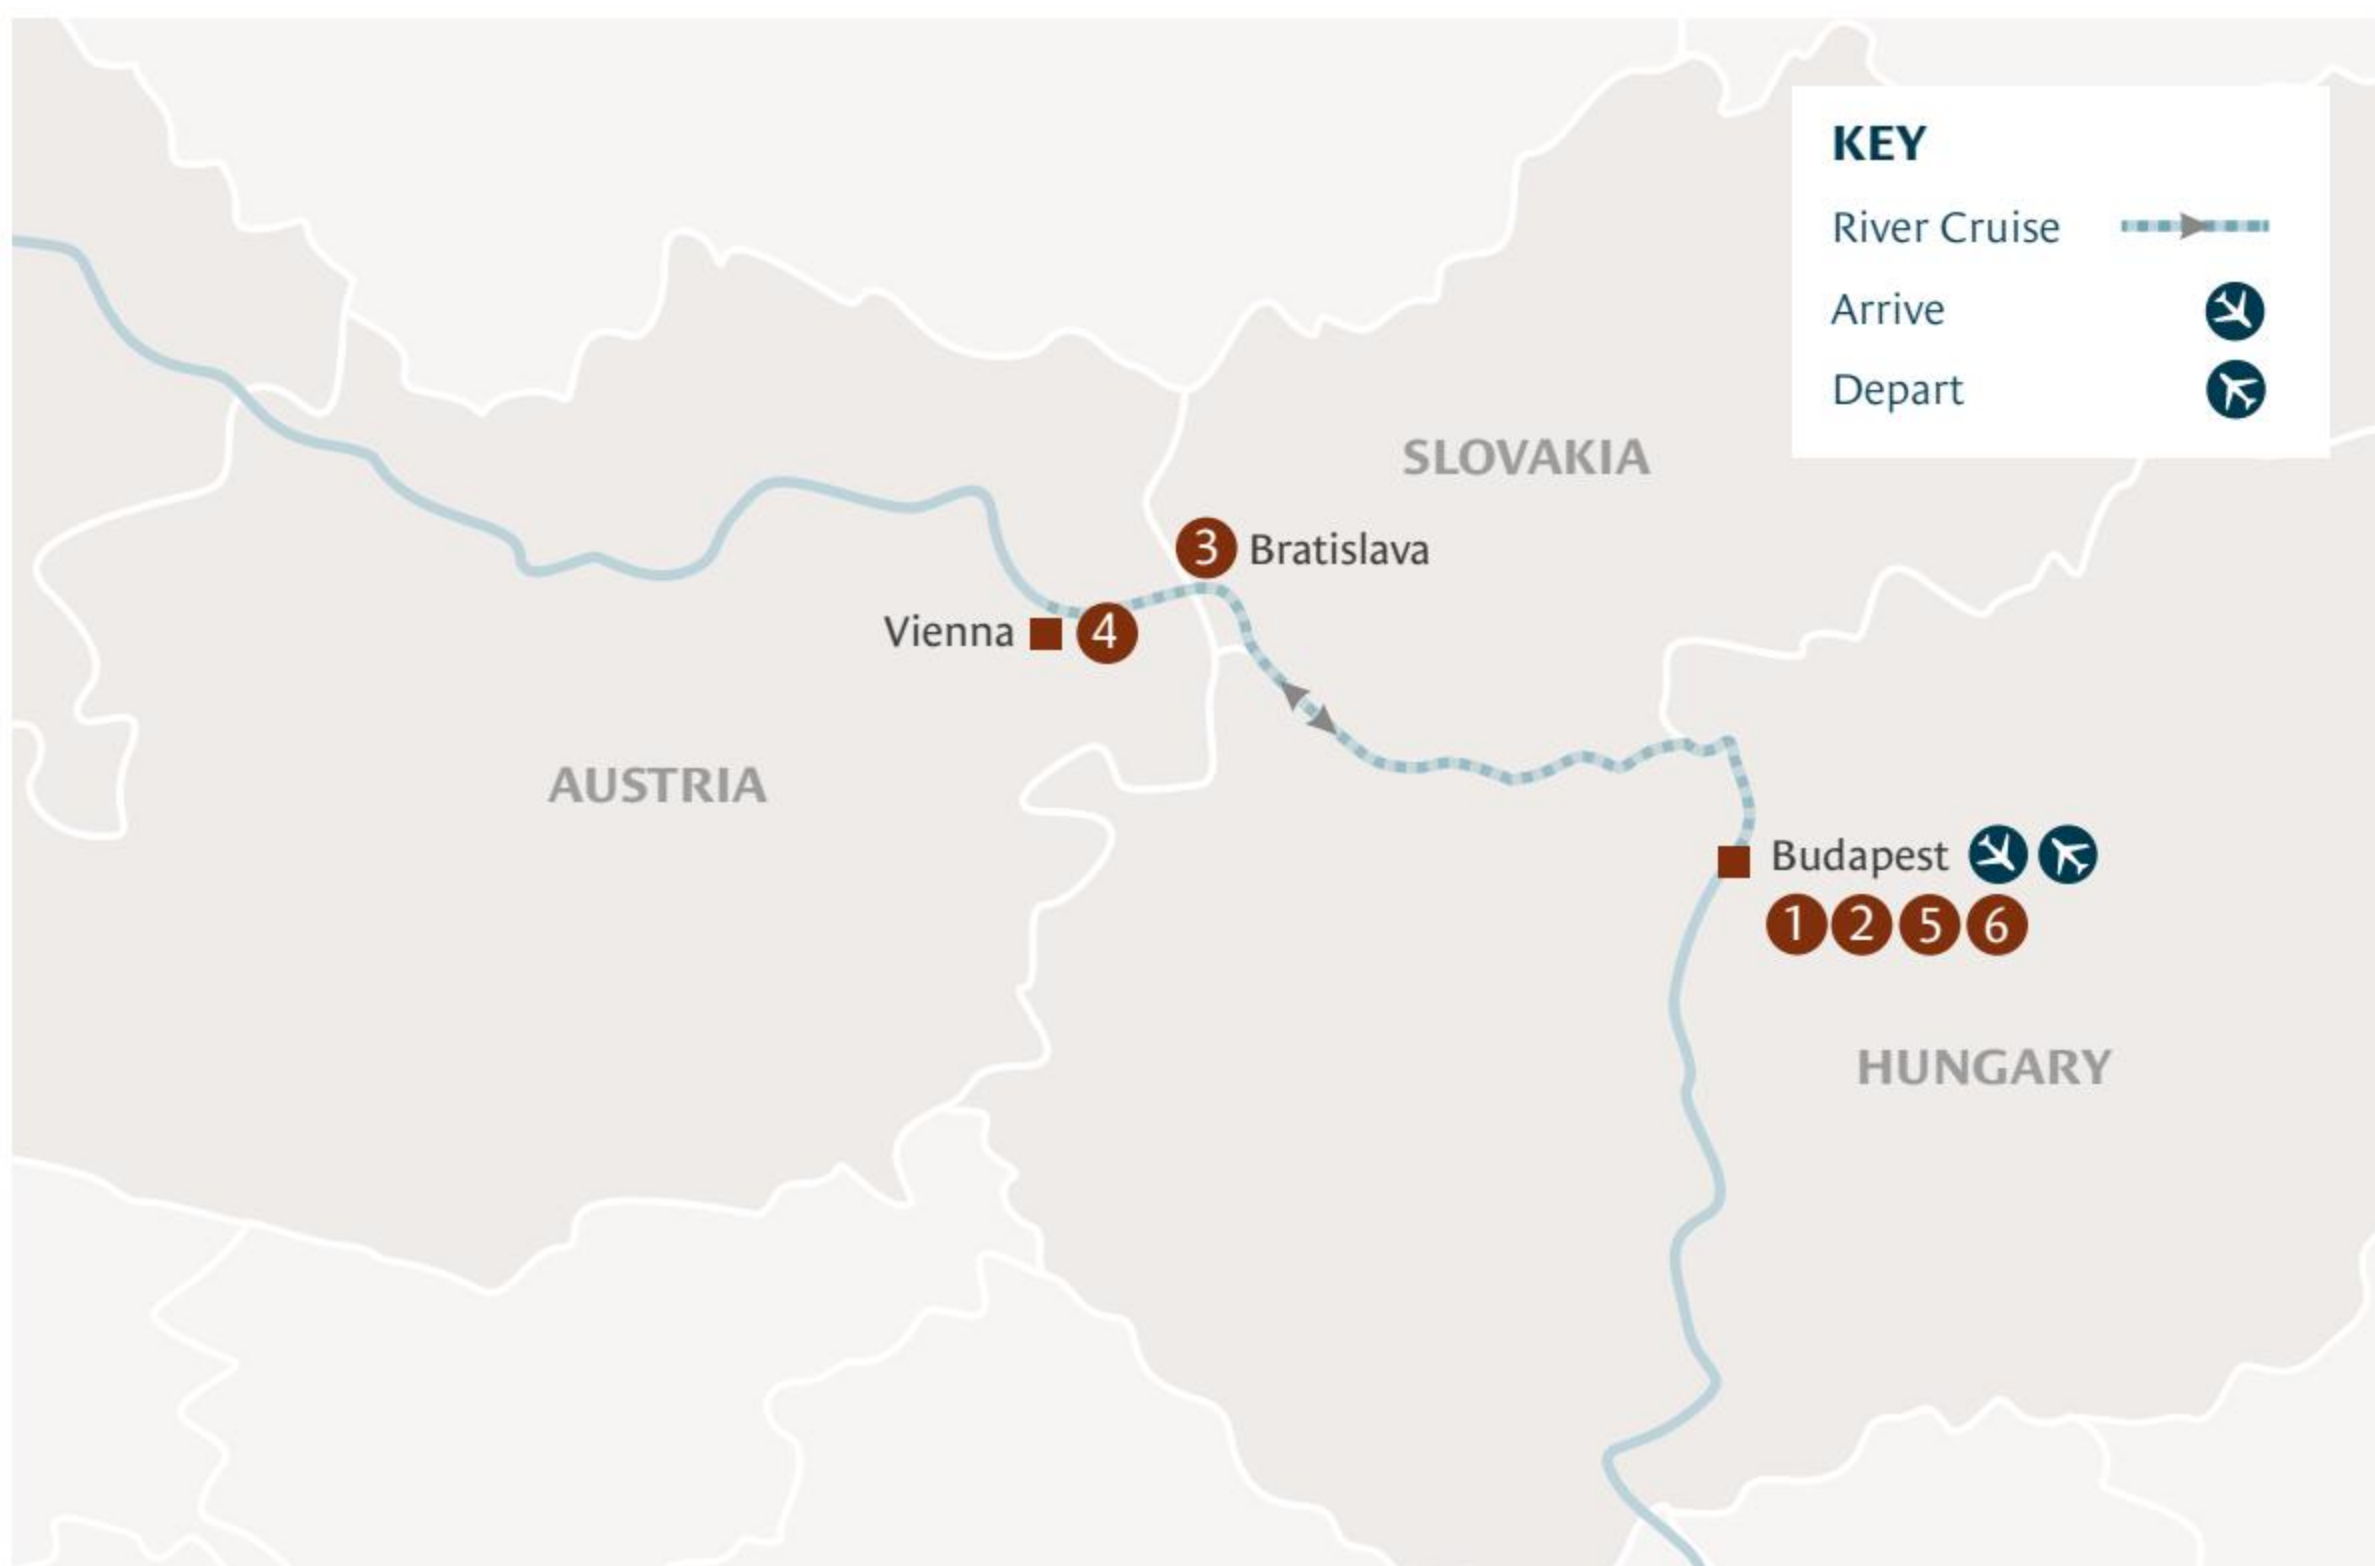 KEY
River Cruise
Arrive
Depart
SLOVAKIA
3 Bratislava
Vienna 4
AUSTRIA
Budapest
1 2 5 6
HUNGARY